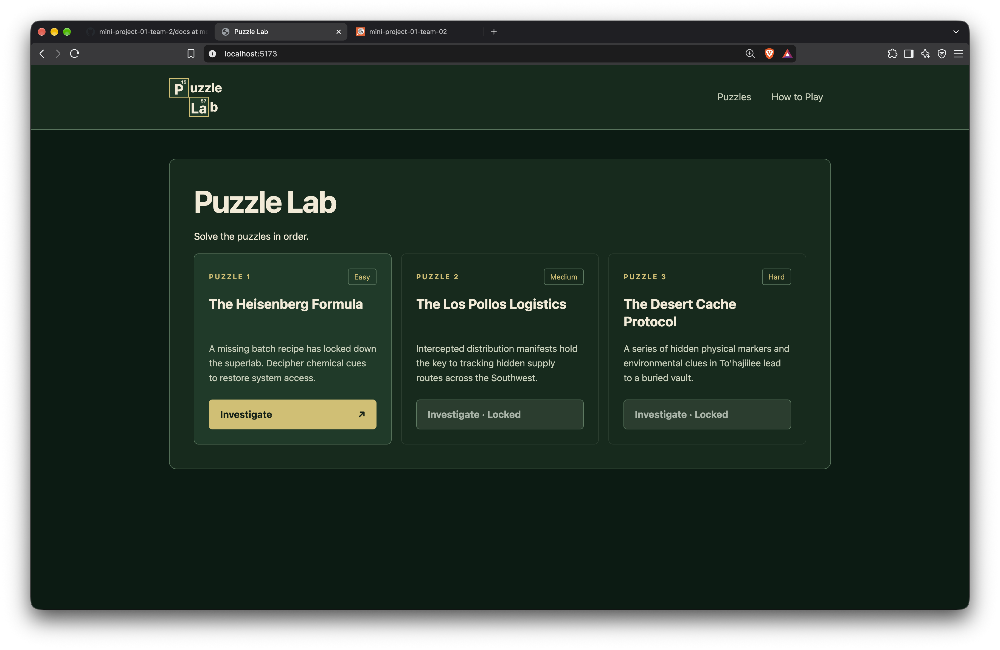 mini-project-01-team-2/docs at m
Puzzle Lab
mini-project-01-team-02
localhost:5173
P 15 uzzle
La 57 b
Puzzles
How to Play
Puzzle Lab
Solve the puzzles in order.
PUZZLE 1
Easy
The Heisenberg Formula
A missing batch recipe has locked down
the superlab. Decipher chemical cues
to restore system access.
Investigate
PUZZLE 2
Medium
The Los Pollos Logistics
Intercepted distribution manifests hold
the key to tracking hidden supply
routes across the Southwest.
Investigate · Locked
PUZZLE 3
Hard
The Desert Cache
Protocol
A series of hidden physical markers and
environmental clues in To'hajiilee lead
to a buried vault.
Investigate · Locked